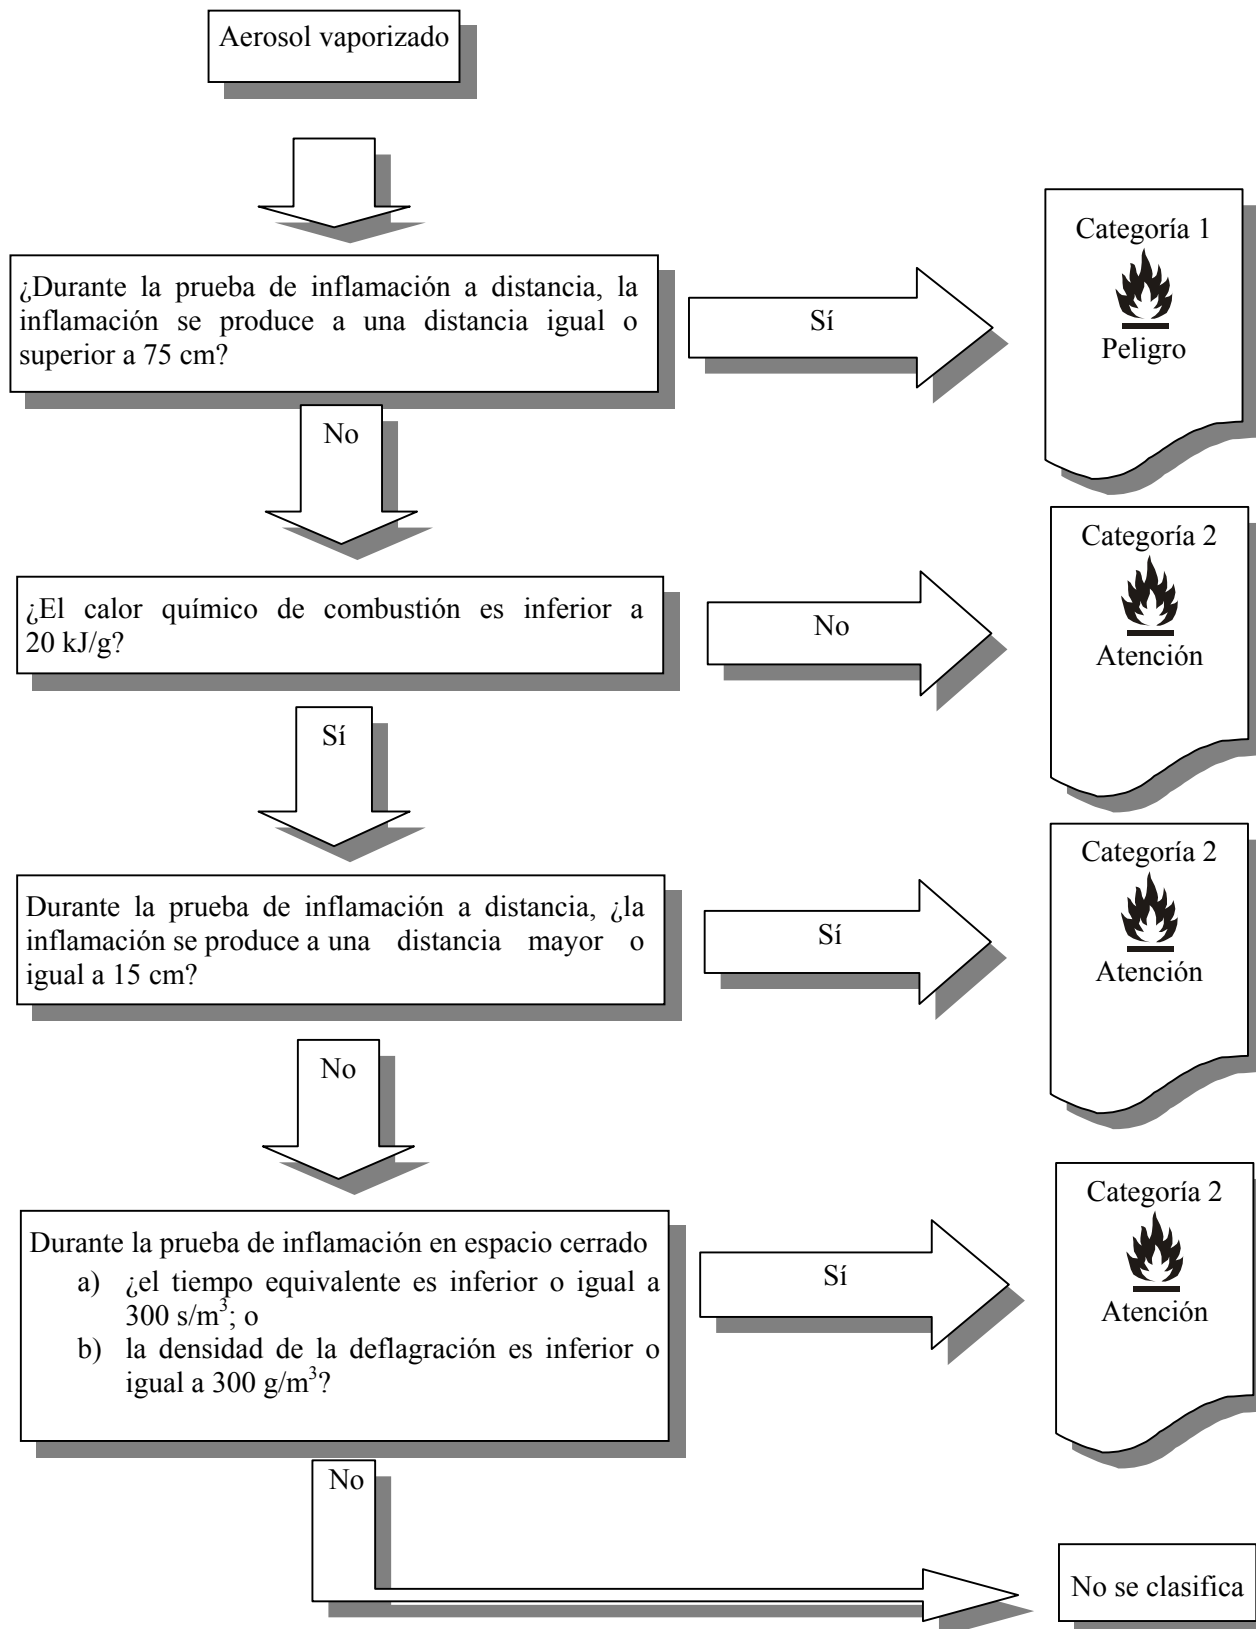 Aerosol vaporizado
¿Durante la prueba de inflamación a distancia, la
inflamación se produce a una distancia igual o
superior a 75 cm?
Sí
Categoría 1
Peligro
No
¿El calor químico de combustión es inferior a
20 kJ/g?
No
Categoría 2
Atención
Sí
Durante la prueba de inflamación a distancia, ¿la
inflamación se produce a una distancia mayor o
igual a 15 cm?
Sí
Categoría 2
Atención
No
Durante la prueba de inflamación en espacio cerrado
a) ¿el tiempo equivalente es inferior o igual a
300 s/m³; o
b) la densidad de la deflagración es inferior o
igual a 300 g/m³?
Sí
Categoría 2
Atención
No
No se clasifica